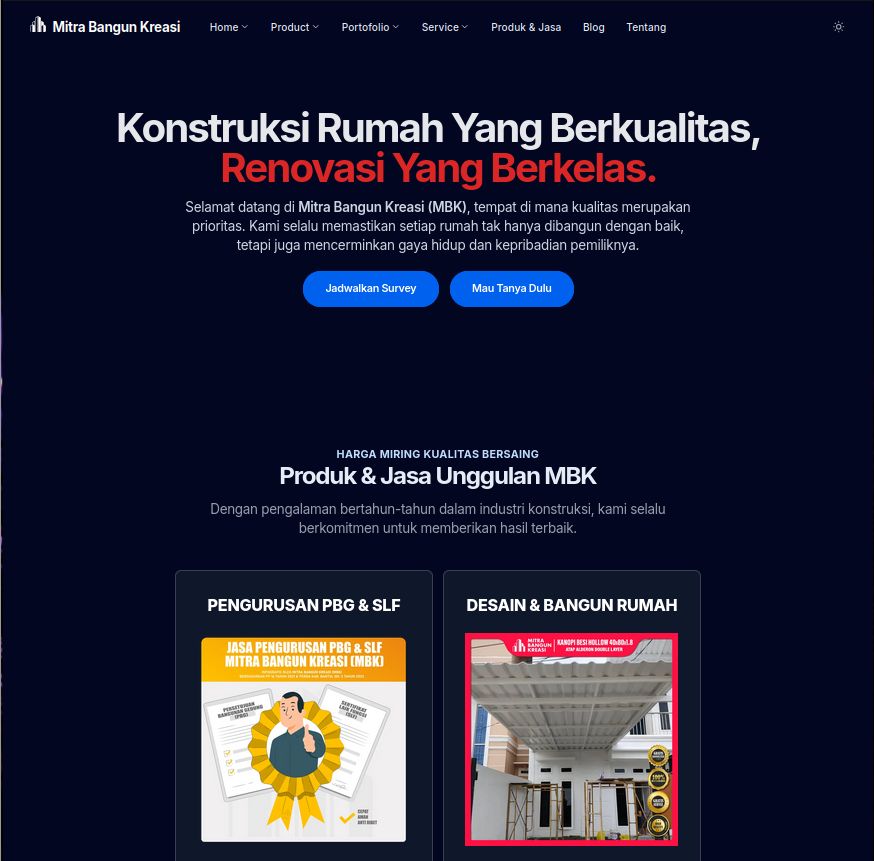 Mitra Bangun Kreasi
Home
Product
Portofolio
Service
Produk & Jasa
Blog
Tentang
Konstruksi Rumah Yang Berkualitas,
Renovasi Yang Berkelas.
Selamat datang di Mitra Bangun Kreasi (MBK), tempat di mana kualitas merupakan
prioritas. Kami selalu memastikan setiap rumah tak hanya dibangun dengan baik,
tetapi juga mencerminkan gaya hidup dan kepribadian pemiliknya.
Jadwalkan Survey
Mau Tanya Dulu
HARGA MIRING KUALITAS BERSAING
Produk & Jasa Unggulan MBK
Dengan pengalaman bertahun-tahun dalam industri konstruksi, kami selalu
berkomitmen untuk memberikan hasil terbaik.
PENGURUSAN PBG & SLF
JASA PENGURUSAN PBG & SLF
MITRA BANGUN KREASI (MBK)
PERSETUJUAN
BANGUNAN GEDUNG
(PBG)
SERTIFIKAT
LAIK FUNGSI
(SLF)
CEPAT
AMAN
ANTI RIBET
DESAIN & BANGUN RUMAH
MITRA
BANGUN
KREASI
KANOPI BESI HOLLOW 40x80x1.8
ATAP ALDERON DOUBLE LAYER